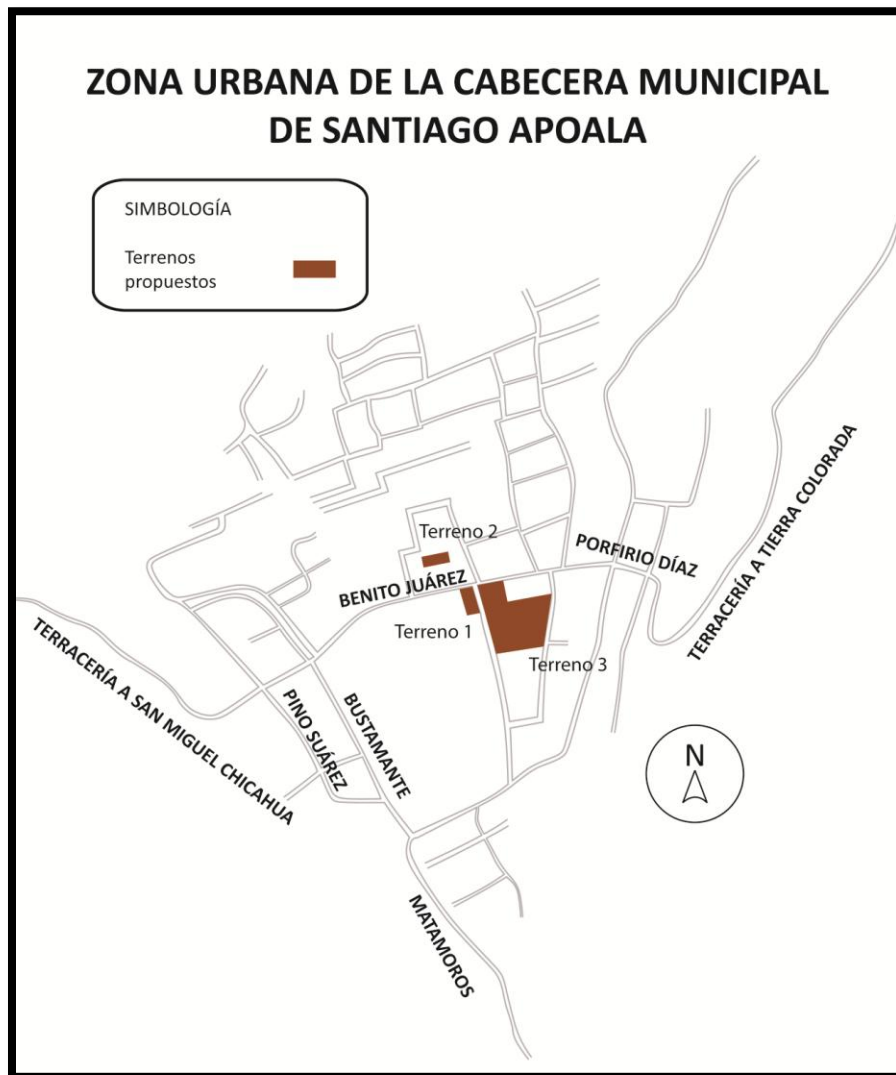 ZONA URBANA DE LA CABECERA MUNICIPAL
DE SANTIAGO APOALA
SIMBOLOGÍA
Terrenos
propuestos
Terreno 2
PORFIRIO DÍAZ
BENITO JUÁREZ
TERRACERÍA A TIERRA COLORADA
Terreno 1
Terreno 3
TERRACERÍA A SAN MIGUEL CHICAHUA
PINO SUÁREZ
BUSTAMANTE
N
MATAMOROS